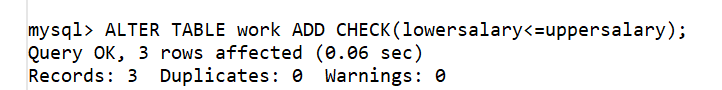 mysql> ALTER TABLE work ADD CHECK(lowersalary<=uppersalary);
Query OK, 3 rows affected (0.06 sec)
Records: 3  Duplicates: 0  Warnings: 0